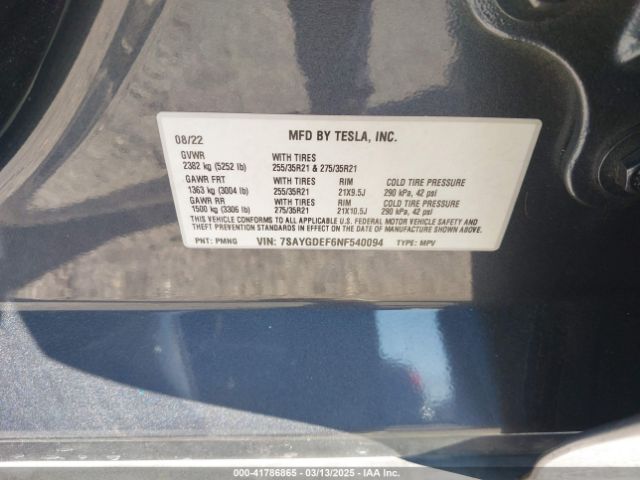 08/22 MFD BY TESLA, INC.
GVWR WITH TIRES
2382 kg (5252 lb) 255/35R21 & 275/35R21
GAWR FRT WITH TIRES RIM COLD TIRE PRESSURE
1363 kg (3004 lb) 255/35R21 21X9.5J 290 kPa, 42 psi
GAWR RR WITH TIRES RIM COLD TIRE PRESSURE
1500 kg (3306 lb) 275/35R21 21X10.5J 290 kPa, 42 psi
THIS VEHICLE CONFORMS TO ALL APPLICABLE U.S. FEDERAL MOTOR VEHICLE SAFETY AND
THEFT PREVENTION STANDARDS IN EFFECT ON THE DATE OF MANUFACTURE SHOWN ABOVE.
PNT: PMNG VIN: 7SAYGDEF6NF540094 TYPE: MPV
000-41786865 - 03/13/2025 - IAA Inc.